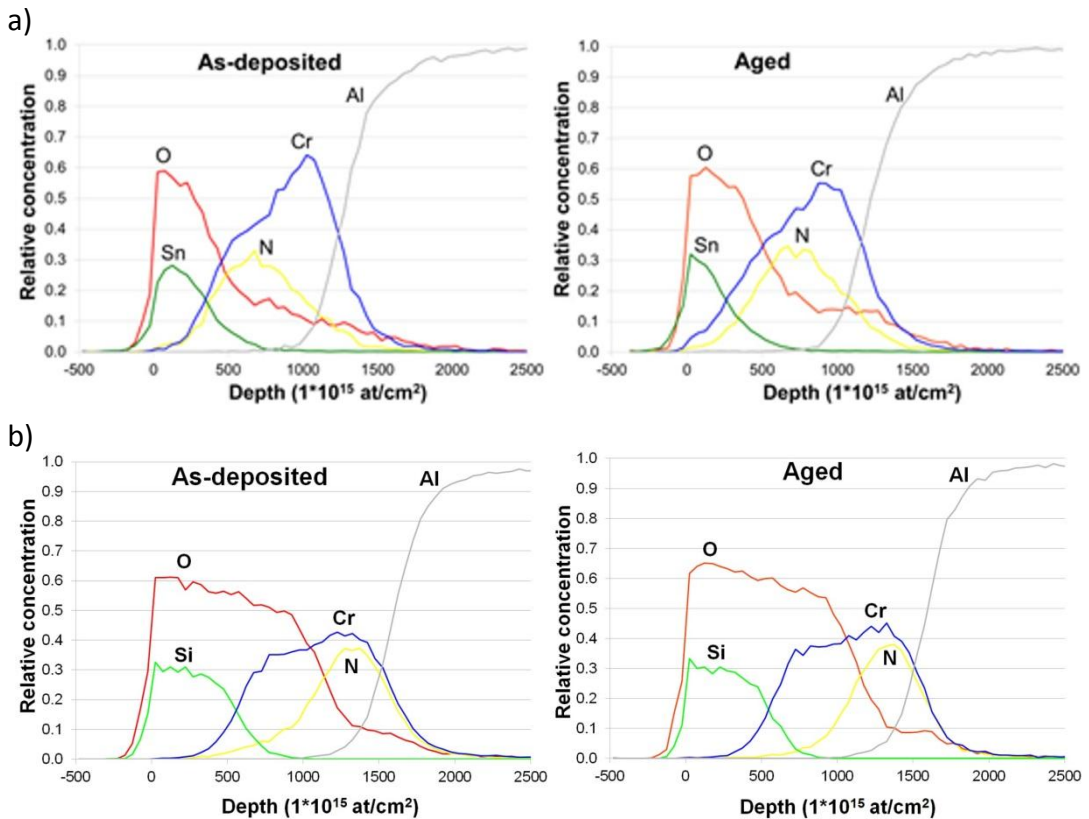 a)
As-deposited
Relative concentration
1.0
0.9
0.8
0.7
0.6
0.5
0.4
0.3
0.2
0.1
0.0
O
Sn
N
Cr
Al
-500 0 500 1000 1500 2000 2500
Depth (1*10¹⁵ at/cm²)
Aged
Relative concentration
1.0
0.9
0.8
0.7
0.6
0.5
0.4
0.3
0.2
0.1
0.0
O
Sn
N
Cr
Al
-500 0 500 1000 1500 2000 2500
Depth (1*10¹⁵ at/cm²)
b)
As-deposited
Relative concentration
1.0
0.9
0.8
0.7
0.6
0.5
0.4
0.3
0.2
0.1
0.0
O
Si
Cr
N
Al
-500 0 500 1000 1500 2000 2500
Depth (1*10¹⁵ at/cm²)
Aged
Relative concentration
1.0
0.9
0.8
0.7
0.6
0.5
0.4
0.3
0.2
0.1
0.0
O
Si
Cr
N
Al
-500 0 500 1000 1500 2000 2500
Depth (1*10¹⁵ at/cm²)